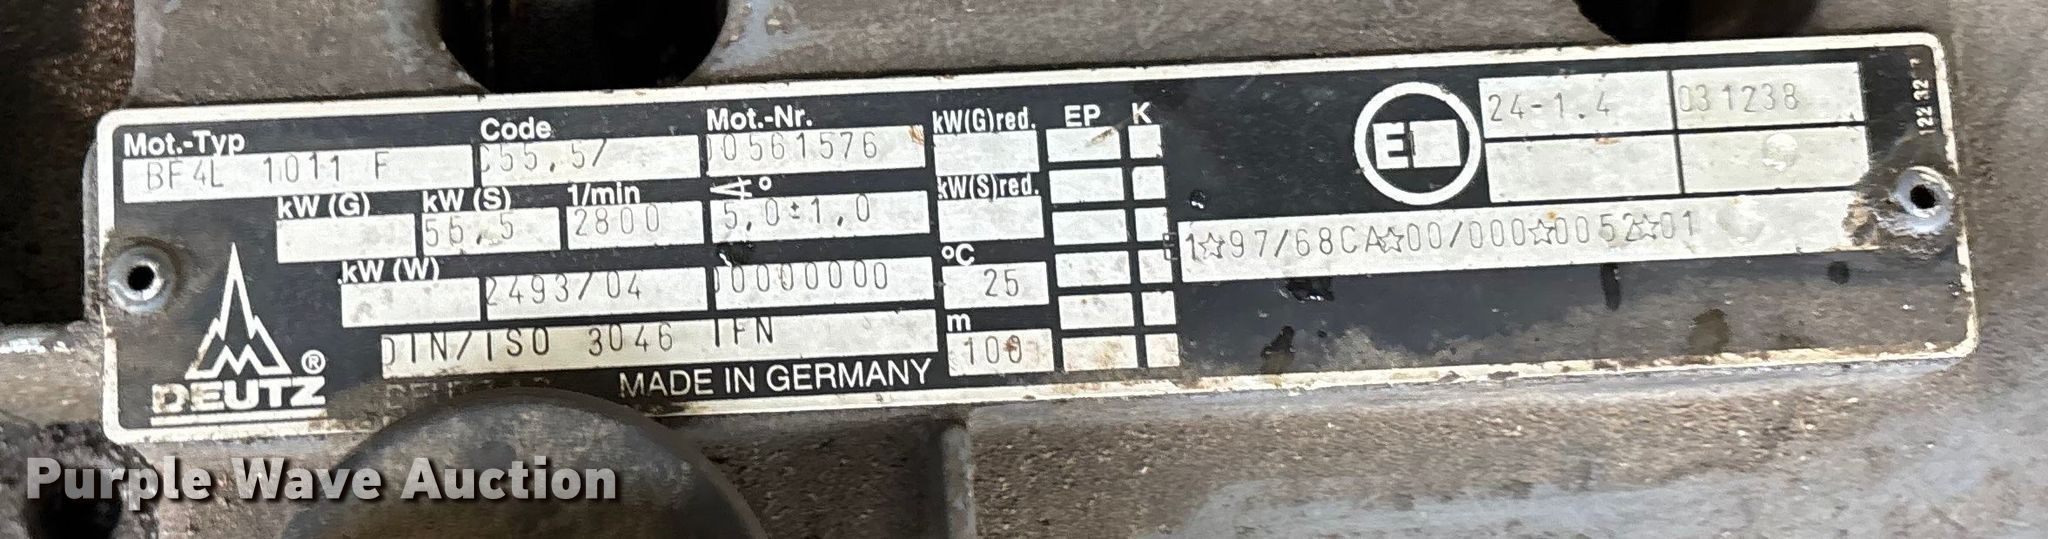 Mot.-Typ Code Mot.-Nr. kW(G)red. EP K
BF4L 1011 F C55,5/ 00561576 24-1.4 031238
kW (G) kW (S) 1/min ° kW(S)red.
55,5 2800 5,0±1,0
E1☆97/68CA☆00/000☆0052☆01
kW (W) °C
2493/04 00000000 25
DIN/ISO 3046 IFN m
100
DEUTZ ®
MADE IN GERMANY
Purple Wave Auction